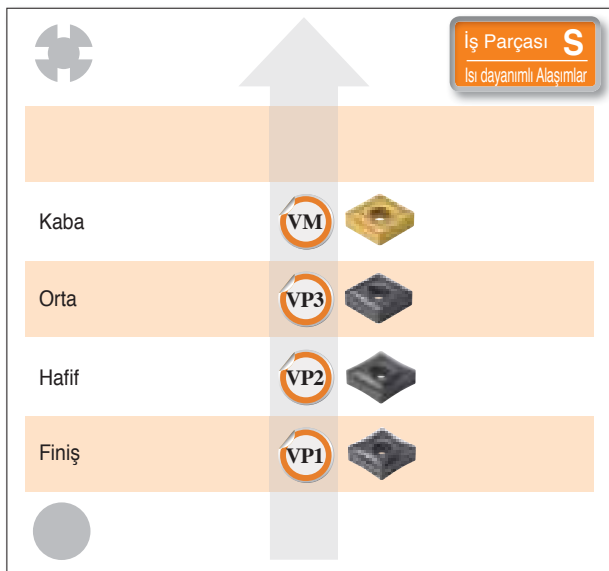 İş Parçası S
Isı dayanımlı Alaşımlar
Kaba VM
Orta VP3
Hafif VP2
Finiş VP1